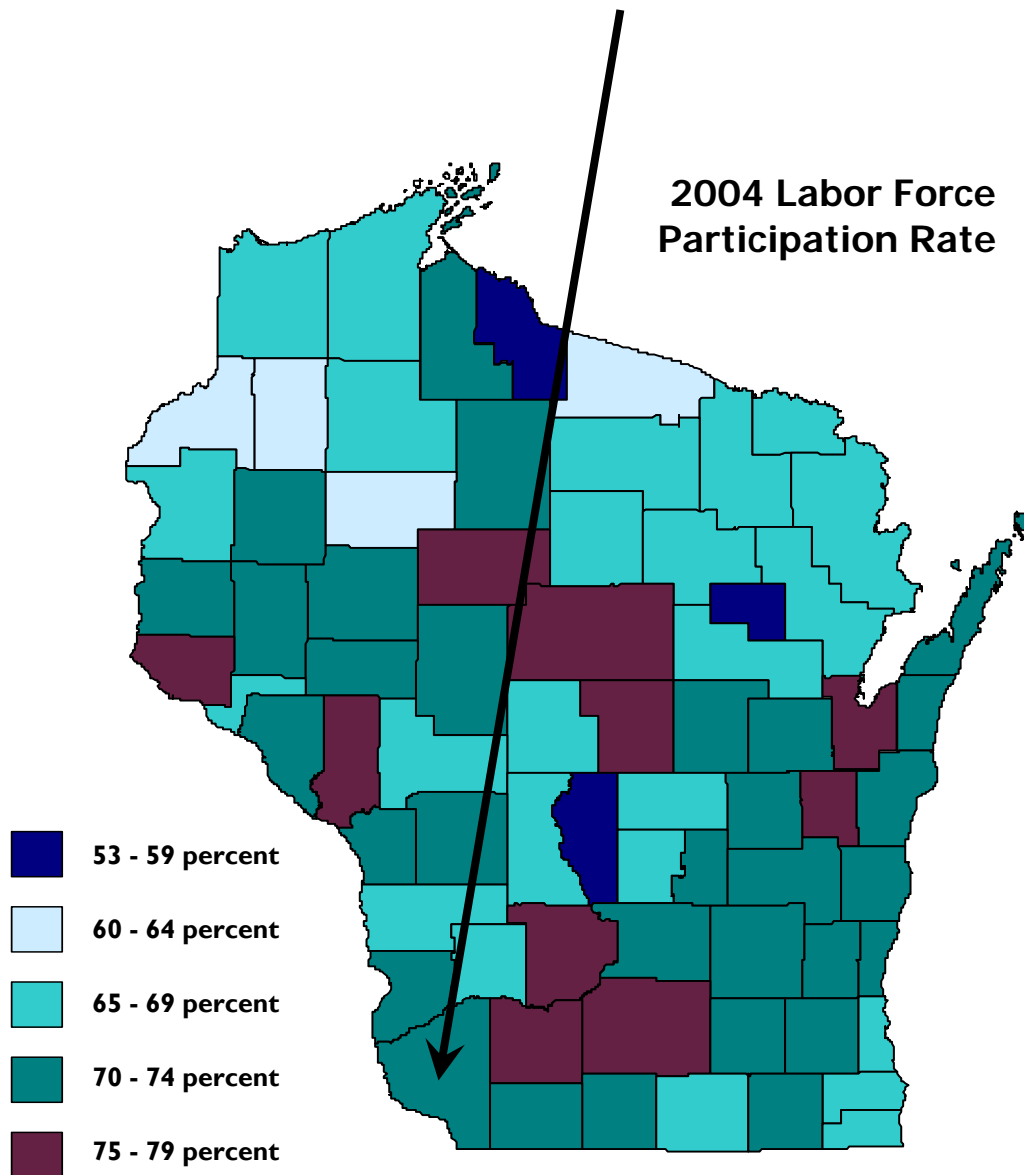 2004 Labor Force
Participation Rate
53 - 59 percent
60 - 64 percent
65 - 69 percent
70 - 74 percent
75 - 79 percent